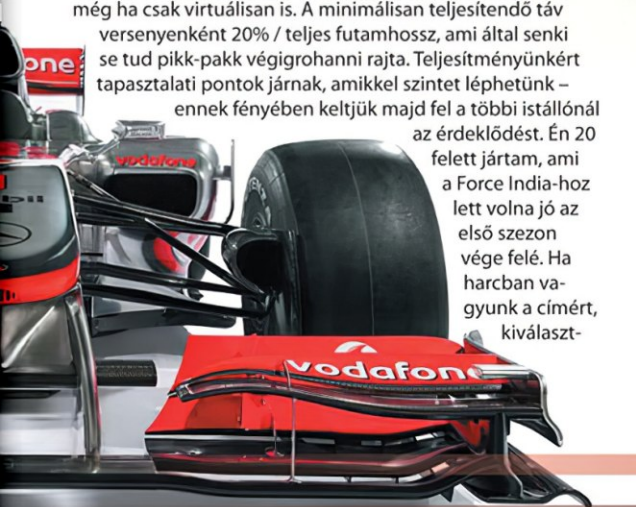 még ha csak virtuálisan is. A minimálisan teljesítendő táv
versenyenként 20% / teljes futamhossz, ami által senki
se tud pikk-pakk végigrohanni rajta. Teljesítményünkért
tapasztalati pontok járnak, amikkel szintet léphetünk –
ennek fényében keltjük majd fel a többi istállónál
az érdeklődést. Én 20
felett jártam, ami
a Force India-hoz
lett volna jó az
első szezon
vége felé. Ha
harcban va-
gyunk a címért,
kiválaszt-
one
vodafone
vodafone